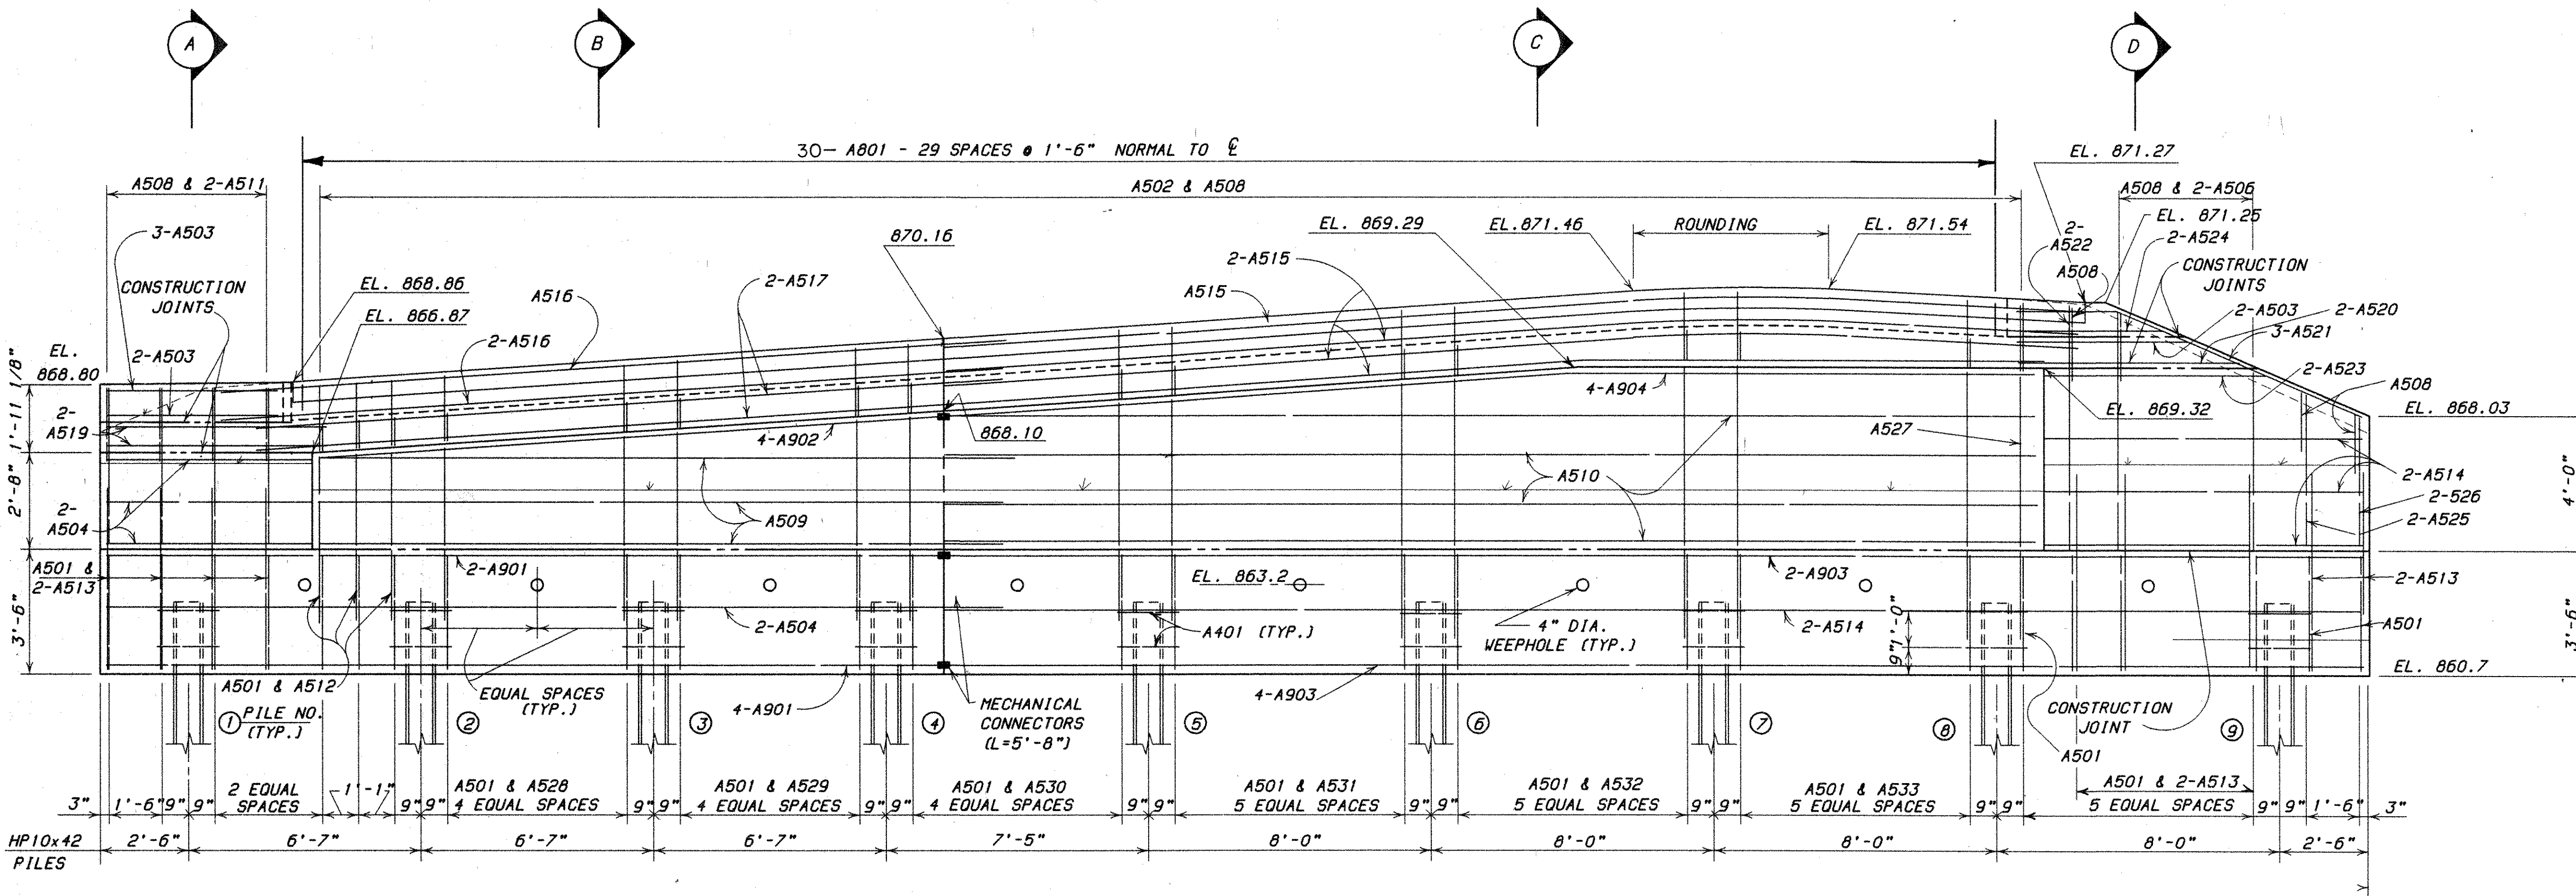 A
B
C
D
30- A801 - 29 SPACES @ 1'-6" NORMAL TO ℄
EL. 871.27
A508 & 2-A511
A502 & A508
A508 & 2-A506
3-A503
870.16
EL. 869.29
EL.871.46
ROUNDING
EL. 871.54
2-
A522
EL. 871.25
2-A524
A508
CONSTRUCTION
JOINTS
CONSTRUCTION
JOINTS
EL. 868.86
A516
2-A517
2-A515
A515
EL. 866.87
2-A503
2-A520
3-A521
EL.
868.80
2-A503
2-A516
2-A523
A508
4-A904
EL. 869.32
EL. 868.03
1'-11 1/8"
2-
A519
4-A902
868.10
A527
2'-8"
2-
A504
A509
A510
2-A514
4'-0"
2-526
2-A525
A501 &
2-A513
2-A901
EL. 863.2
2-A903
2-A513
3'-6"
2-A504
A401 (TYP.)
4" DIA.
WEEPHOLE (TYP.)
2-A514
1'-0"
9"
A501
3'-6"
A501 & A512
EQUAL SPACES
(TYP.)
4-A901
MECHANICAL
CONNECTORS
(L=5'-8")
4-A903
EL. 860.7
CONSTRUCTION
JOINT
A501
1 PILE NO.
(TYP.)
2
3
4
5
6
7
8
9
3"
1'-6"
9"
9"
2 EQUAL
SPACES
1'-1"
9"
9"
A501 & A528
4 EQUAL SPACES
9"
9"
A501 & A529
4 EQUAL SPACES
9"
9"
A501 & A530
4 EQUAL SPACES
9"
9"
A501 & A531
5 EQUAL SPACES
9"
9"
A501 & A532
5 EQUAL SPACES
9"
9"
A501 & A533
5 EQUAL SPACES
9"
9"
A501 & 2-A513
5 EQUAL SPACES
9"
9"
1'-6"
3"
HP10x42
PILES
2'-6"
6'-7"
6'-7"
6'-7"
7'-5"
8'-0"
8'-0"
8'-0"
8'-0"
2'-6"